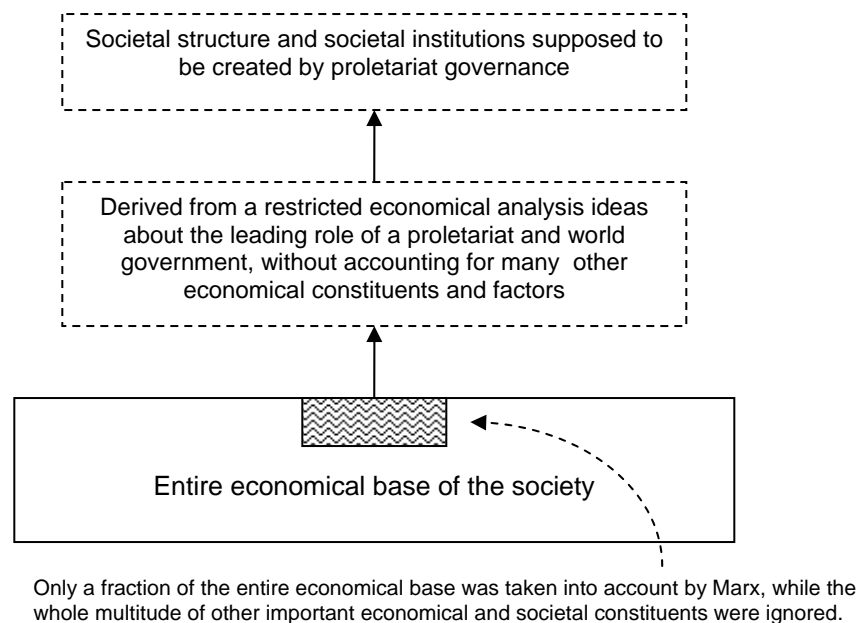 Societal structure and societal institutions supposed to
be created by proletariat governance
Derived from a restricted economical analysis ideas
about the leading role of a proletariat and world
government, without accounting for many other
economical constituents and factors
Entire economical base of the society
Only a fraction of the entire economical base was taken into account by Marx, while the
whole multitude of other important economical and societal constituents were ignored.